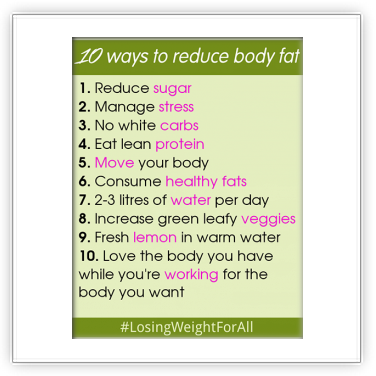 10 ways to reduce body fat
1. Reduce sugar
2. Manage stress
3. No white carbs
4. Eat lean protein
5. Move your body
6. Consume healthy fats
7. 2-3 litres of water per day
8. Increase green leafy veggies
9. Fresh lemon in warm water
10. Love the body you have
while you're working for the
body you want
#LosingWeightForAll